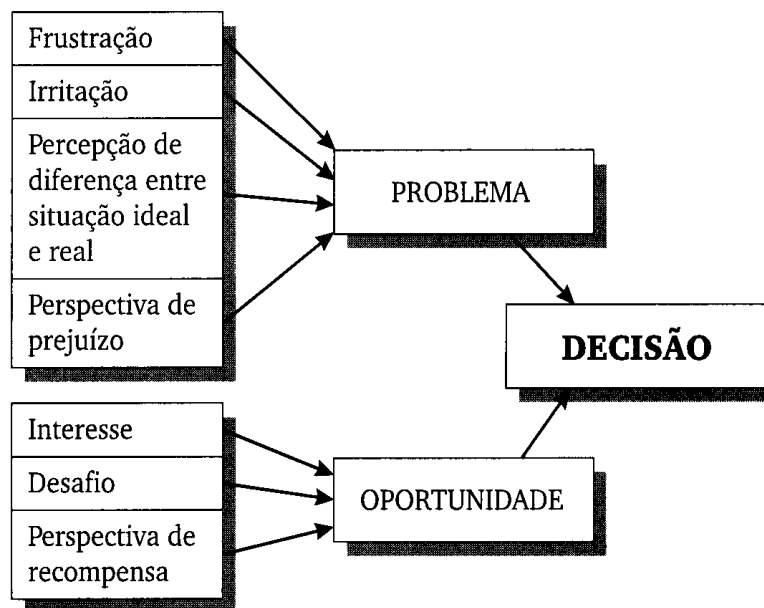 Frustração
Irritação
Percepção de
diferença entre
situação ideal
e real
Perspectiva de
prejuízo
PROBLEMA
DECISÃO
Interesse
Desafio
Perspectiva de
recompensa
OPORTUNIDADE